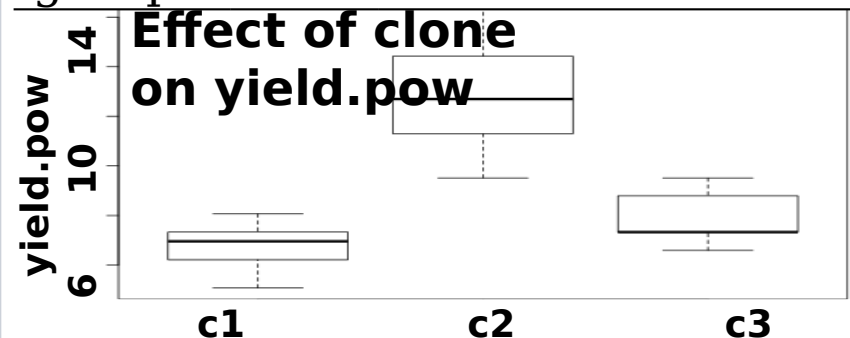 Effect of clone
on yield.pow
yield.pow
14
10
6
c1 c2 c3